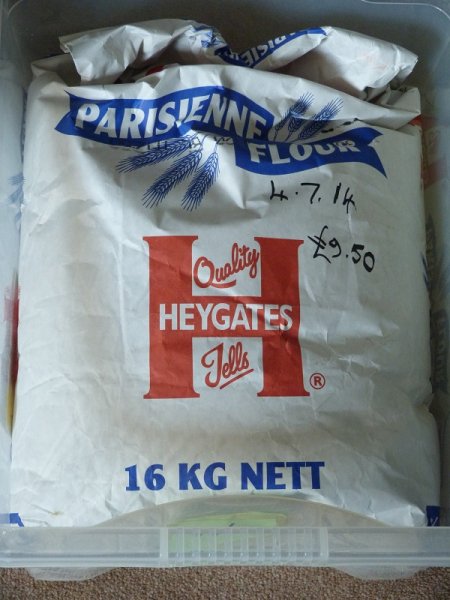 PARISIENNE
FLOUR
4.7.14
£9.50
Quality
HEYGATES
Tells
®
16 KG NETT